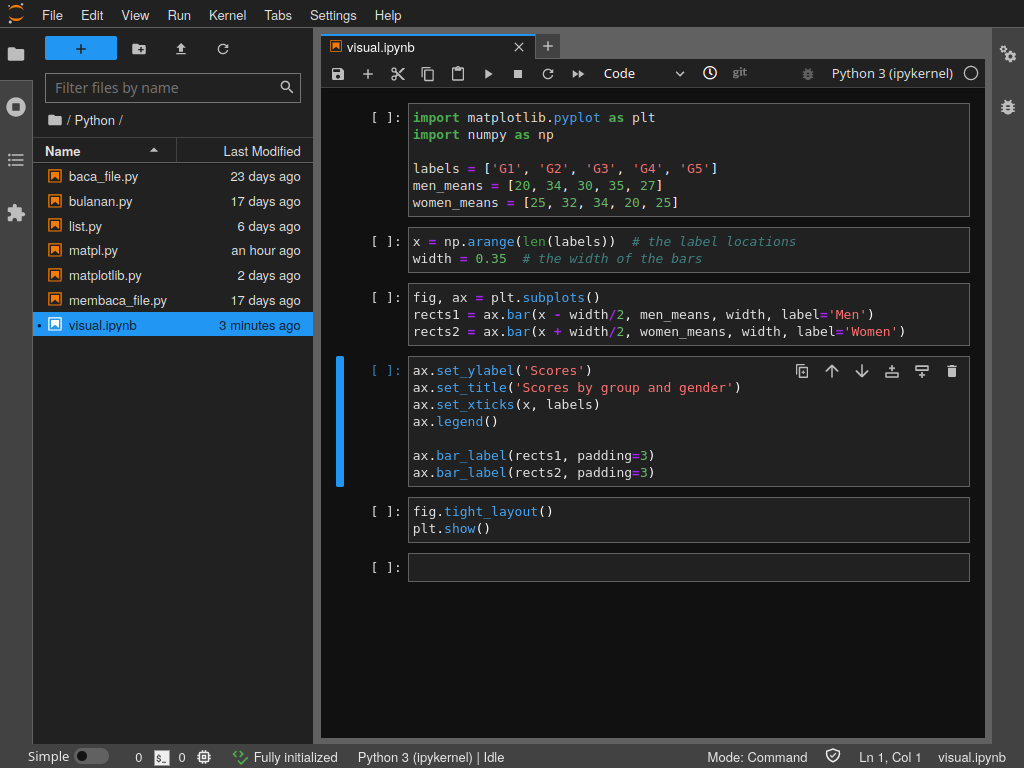 File Edit View Run Kernel Tabs Settings Help
visual.ipynb
Code
git
Python 3 (ipykernel)
Filter files by name
/ Python /
Name Last Modified
baca_file.py 23 days ago
bulanan.py 17 days ago
list.py 6 days ago
matpl.py an hour ago
matplotlib.py 2 days ago
membaca_file.py 17 days ago
visual.ipynb 3 minutes ago
[ ]: import matplotlib.pyplot as plt
import numpy as np
labels = ['G1', 'G2', 'G3', 'G4', 'G5']
men_means = [20, 34, 30, 35, 27]
women_means = [25, 32, 34, 20, 25]
[ ]: x = np.arange(len(labels))  # the label locations
width = 0.35  # the width of the bars
[ ]: fig, ax = plt.subplots()
rects1 = ax.bar(x - width/2, men_means, width, label='Men')
rects2 = ax.bar(x + width/2, women_means, width, label='Women')
[ ]: ax.set_ylabel('Scores')
ax.set_title('Scores by group and gender')
ax.set_xticks(x, labels)
ax.legend()
ax.bar_label(rects1, padding=3)
ax.bar_label(rects2, padding=3)
[ ]: fig.tight_layout()
plt.show()
[ ]:
Simple 0 $_ 0 Fully initialized Python 3 (ipykernel) | Idle Mode: Command Ln 1, Col 1 visual.ipynb